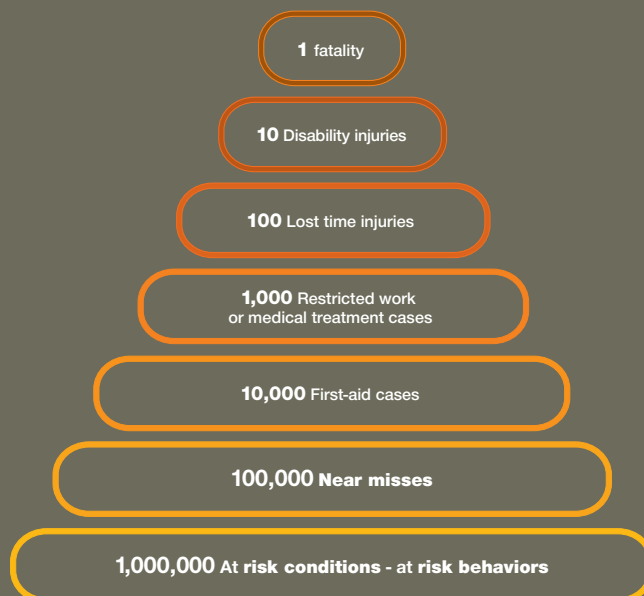 1 fatality
10 Disability injuries
100 Lost time injuries
1,000 Restricted work
or medical treatment cases
10,000 First-aid cases
100,000 Near misses
1,000,000 At risk conditions - at risk behaviors